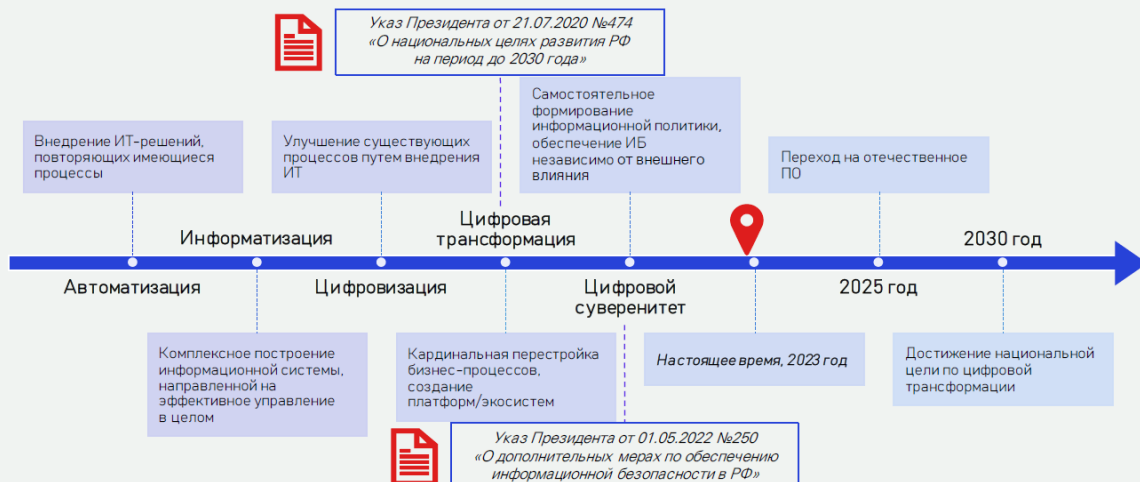 Указ Президента от 21.07.2020 №474
«О национальных целях развития РФ
на период до 2030 года»
Внедрение ИТ-решений,
повторяющих имеющиеся
процессы
Улучшение существующих
процессов путем внедрения
ИТ
Самостоятельное
формирование
информационной политики,
обеспечение ИБ
независимо от внешнего
влияния
Переход на отечественное
ПО
Информатизация
Цифровая
трансформация
2030 год
Автоматизация
Цифровизация
Цифровой
суверенитет
2025 год
Комплексное построение
информационной системы,
направленной на
эффективное управление
в целом
Кардинальная перестройка
бизнес-процессов,
создание
платформ/экосистем
Настоящее время, 2023 год
Достижение национальной
цели по цифровой
трансформации
Указ Президента от 01.05.2022 №250
«О дополнительных мерах по обеспечению
информационной безопасности в РФ»